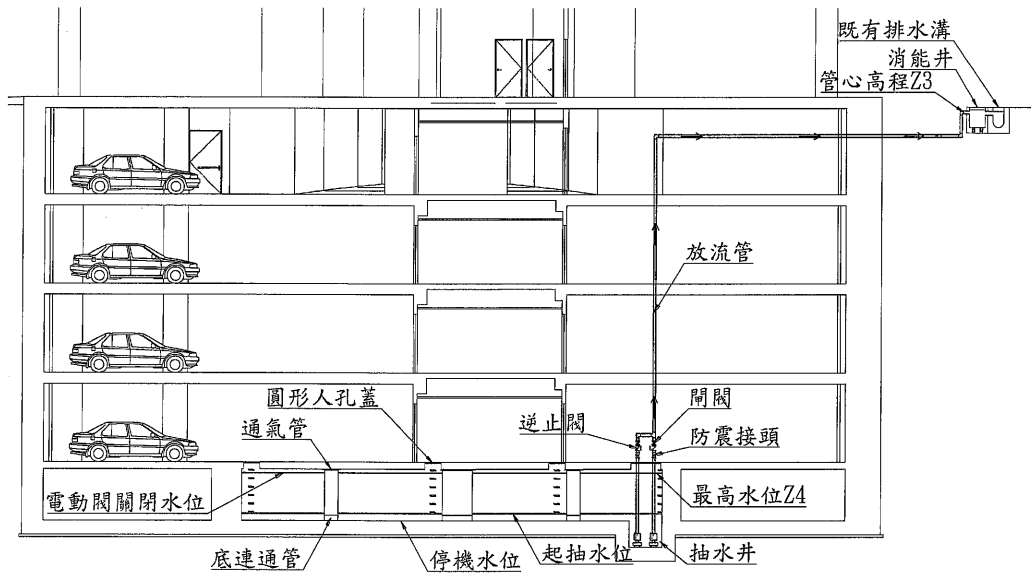 既有排水溝
消能井
管心高程Z3
放流管
圓形人孔蓋
閘閥
通氣管
逆止閥
防震接頭
電動閥關閉水位
最高水位Z4
底連通管
停機水位
起抽水位
抽水井